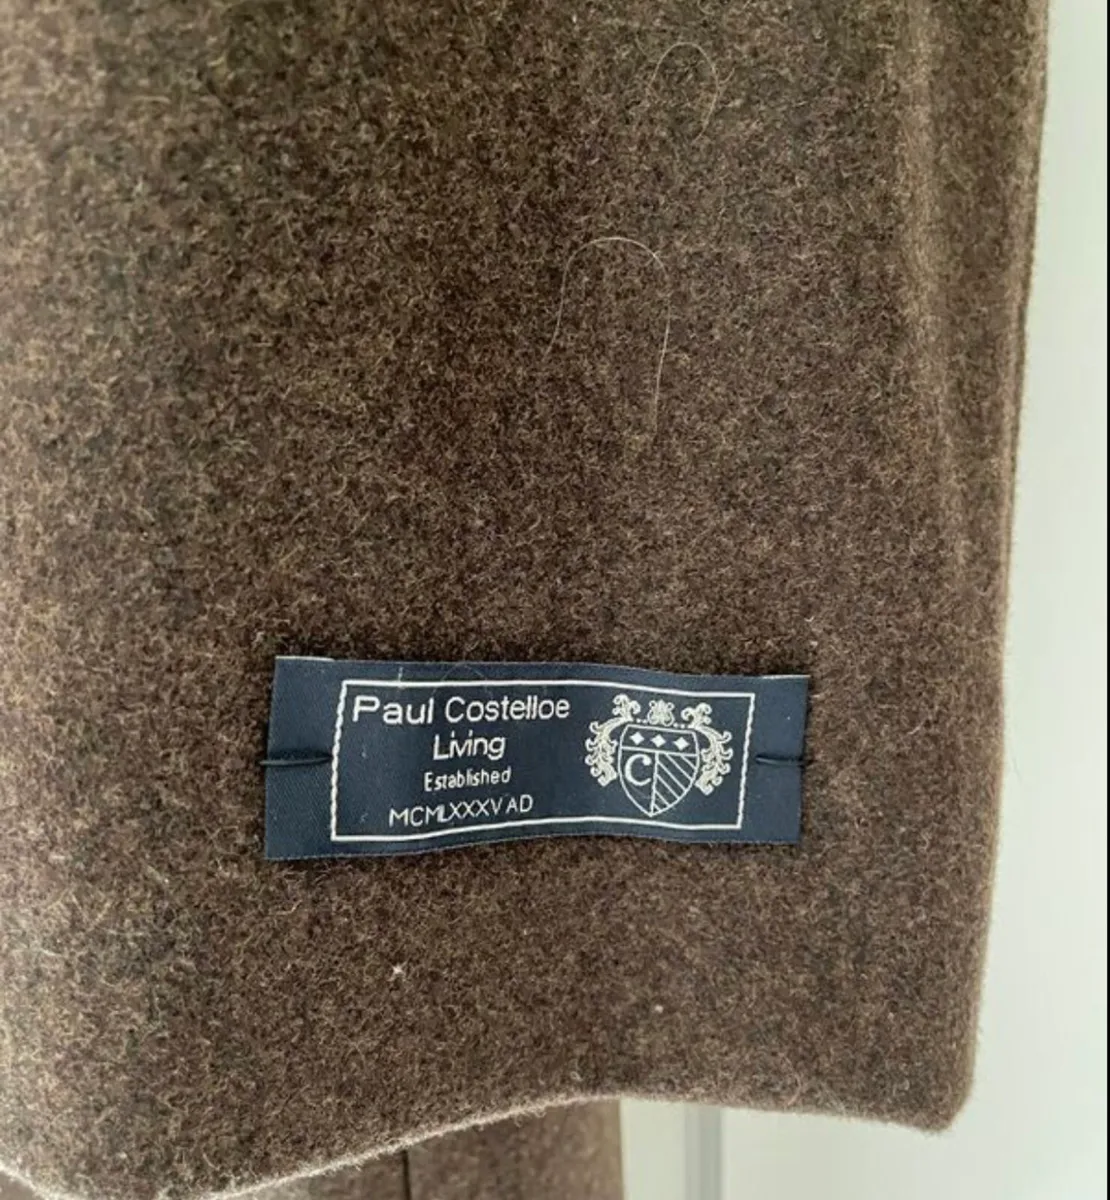 Paul Costelloe
Living
Established
MCMLXXXV AD
C